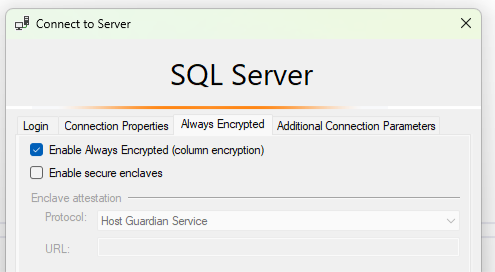 Connect to Server
SQL Server
Login Connection Properties Always Encrypted Additional Connection Parameters
Enable Always Encrypted (column encryption)
Enable secure enclaves
Enclave attestation
Protocol: Host Guardian Service
URL: